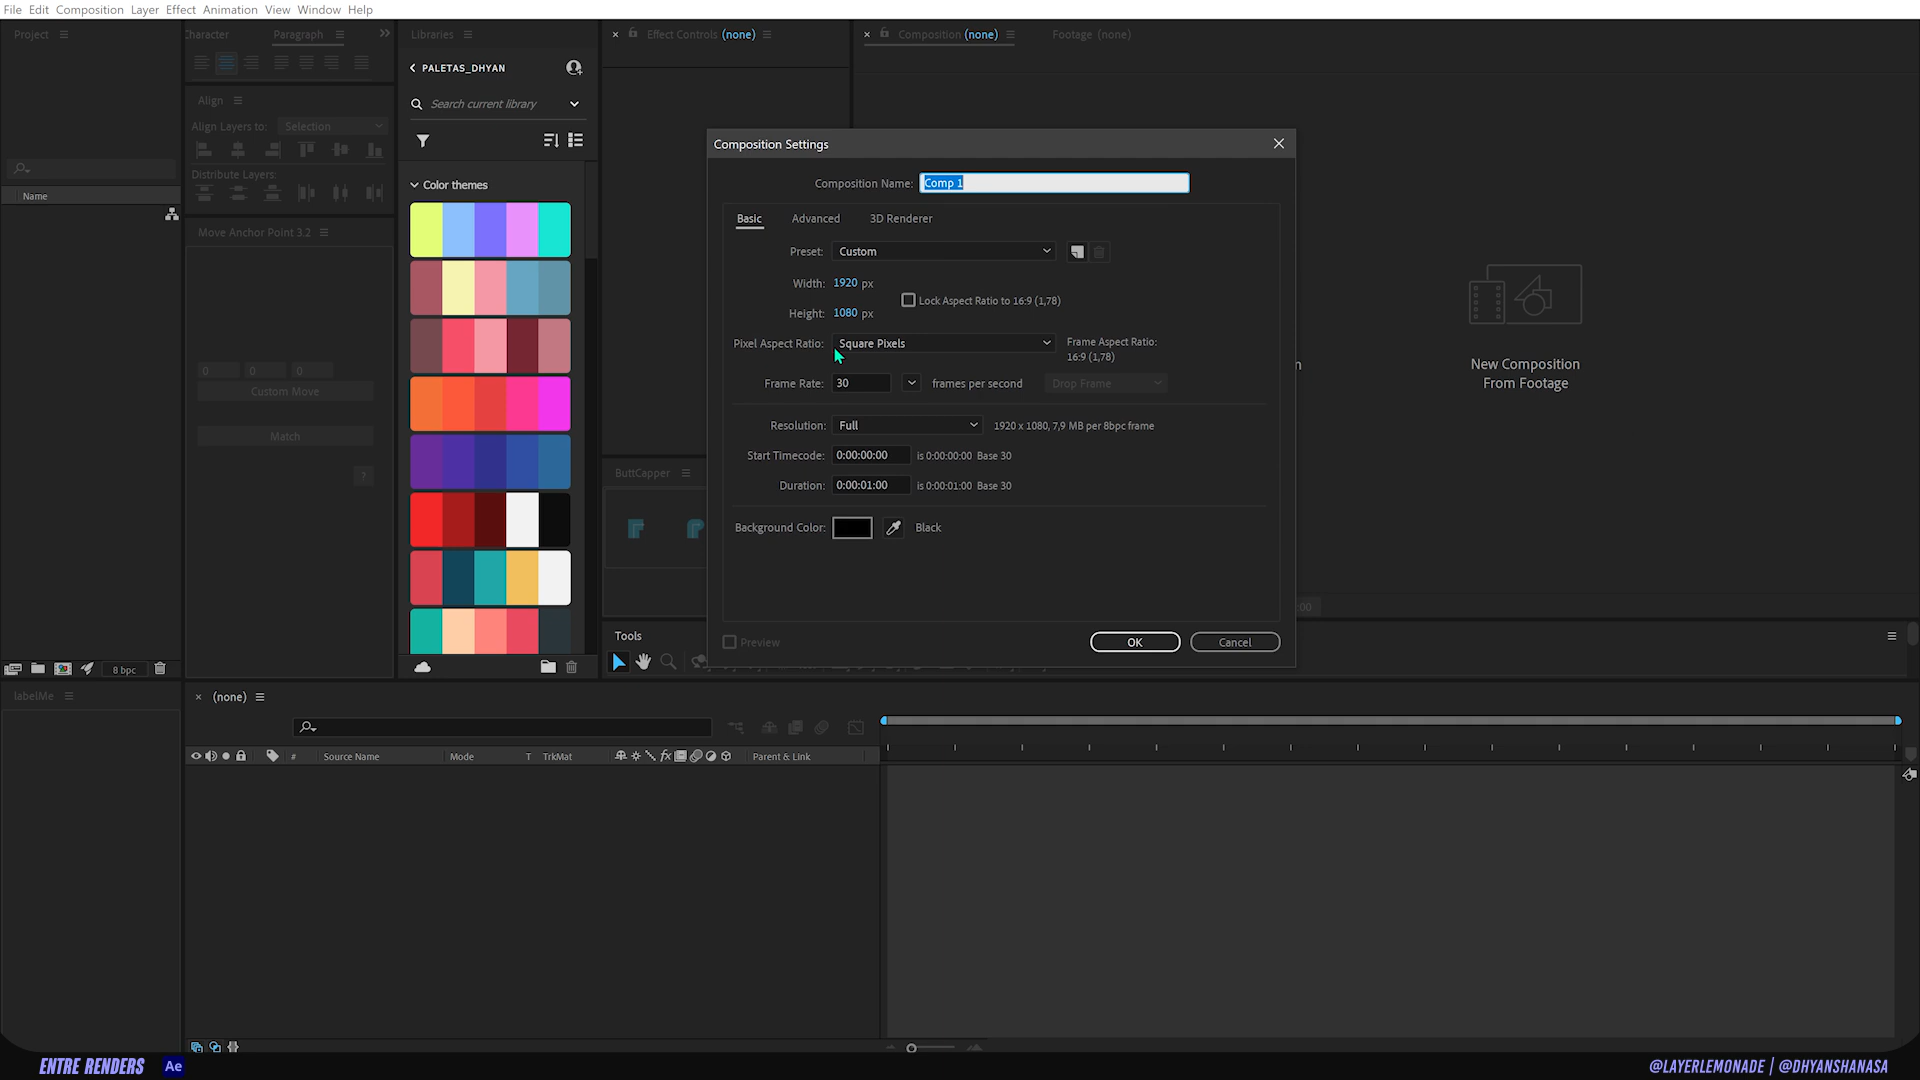 File Edit Composition Layer Effect Animation View Window Help
Project
Character Paragraph
Libraries
Effect Controls (none)
Composition (none)
Footage (none)
PALETAS_DHYAN
Search current library
Align
Align Layers to: Selection
Distribute Layers:
Name
Move Anchor Point 3.2
0 0 0
Custom Move
Match
?
Color themes
Composition Settings
Composition Name: Comp 1
Basic Advanced 3D Renderer
Preset: Custom
Width: 1920 px
Lock Aspect Ratio to 16:9 (1,78)
Height: 1080 px
Pixel Aspect Ratio: Square Pixels
Frame Aspect Ratio:
16:9 (1,78)
Frame Rate: 30 frames per second Drop Frame
Resolution: Full 1920 x 1080, 7,9 MB per 8bpc frame
Start Timecode: 0:00:00:00 is 0:00:00:00 Base 30
Duration: 0:00:01:00 is 0:00:01:00 Base 30
Background Color: Black
Preview OK Cancel
New Composition
From Footage
ButtCapper
Tools
8 bpc
labelMe
(none)
# Source Name Mode T TrkMat fx Parent & Link
ENTRE RENDERS Ae
@LAYERLEMONADE | @DHYANSHANASA